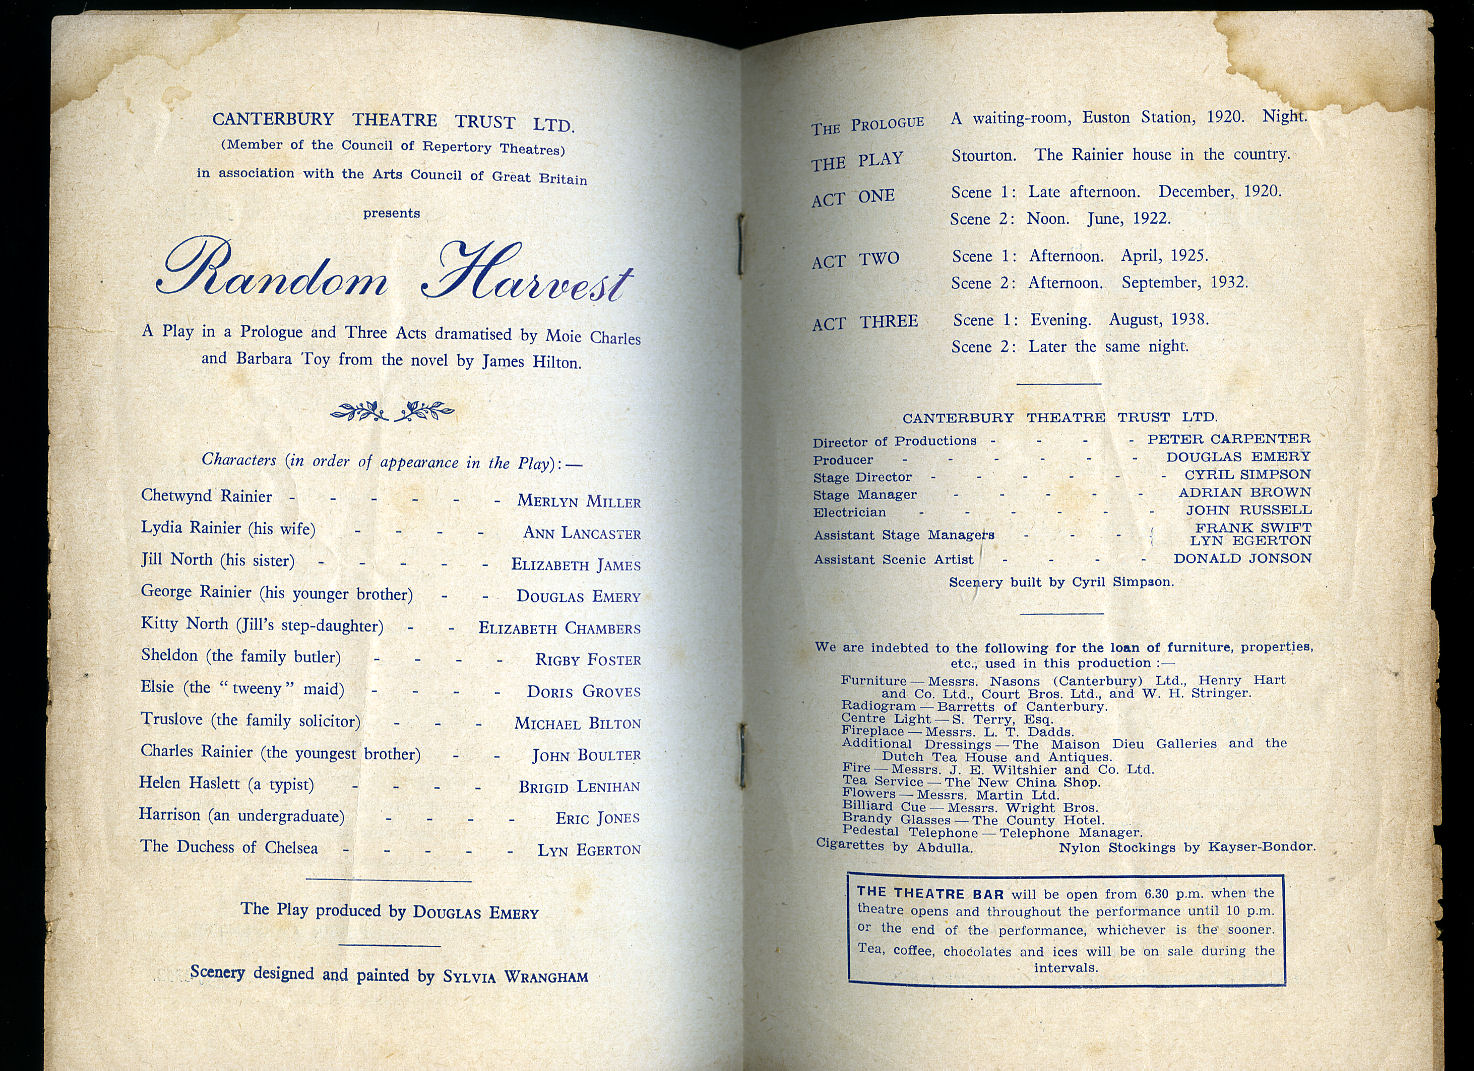 CANTERBURY THEATRE TRUST LTD.
(Member of the Council of Repertory Theatres)
in association with the Arts Council of Great Britain
presents
Random Harvest
A Play in a Prologue and Three Acts dramatised by Moie Charles
and Barbara Toy from the novel by James Hilton.
Characters (in order of appearance in the Play):—
Chetwynd Rainier - - - - - - MERLYN MILLER
Lydia Rainier (his wife) - - - - ANN LANCASTER
Jill North (his sister) - - - - - ELIZABETH JAMES
George Rainier (his younger brother) - - DOUGLAS EMERY
Kitty North (Jill's step-daughter) - - ELIZABETH CHAMBERS
Sheldon (the family butler) - - - - RIGBY FOSTER
Elsie (the "tweeny" maid) - - - - DORIS GROVES
Truslove (the family solicitor) - - - MICHAEL BILTON
Charles Rainier (the youngest brother) - - JOHN BOULTER
Helen Haslett (a typist) - - - - BRIGID LENIHAN
Harrison (an undergraduate) - - - - ERIC JONES
The Duchess of Chelsea - - - - - LYN EGERTON
The Play produced by DOUGLAS EMERY
Scenery designed and painted by SYLVIA WRANGHAM
THE PROLOGUE A waiting-room, Euston Station, 1920. Night.
THE PLAY Stourton. The Rainier house in the country.
ACT ONE Scene 1: Late afternoon. December, 1920.
Scene 2: Noon. June, 1922.
ACT TWO Scene 1: Afternoon. April, 1925.
Scene 2: Afternoon. September, 1932.
ACT THREE Scene 1: Evening. August, 1938.
Scene 2: Later the same night.
CANTERBURY THEATRE TRUST LTD.
Director of Productions - - - - PETER CARPENTER
Producer - - - - - - DOUGLAS EMERY
Stage Director - - - - - - CYRIL SIMPSON
Stage Manager - - - - - ADRIAN BROWN
Electrician - - - - - - JOHN RUSSELL
Assistant Stage Managers - - - { FRANK SWIFT
LYN EGERTON
Assistant Scenic Artist - - - - DONALD JONSON
Scenery built by Cyril Simpson.
We are indebted to the following for the loan of furniture, properties,
etc., used in this production :—
Furniture — Messrs. Nasons (Canterbury) Ltd., Henry Hart
and Co. Ltd., Court Bros. Ltd., and W. H. Stringer.
Radiogram — Barretts of Canterbury.
Centre Light — S. Terry, Esq.
Fireplace — Messrs. L. T. Dadds.
Additional Dressings — The Maison Dieu Galleries and the
Dutch Tea House and Antiques.
Fire — Messrs. J. E. Wiltshier and Co. Ltd.
Tea Service — The New China Shop.
Flowers — Messrs. Martin Ltd.
Billiard Cue — Messrs. Wright Bros.
Brandy Glasses — The County Hotel.
Pedestal Telephone — Telephone Manager.
Cigarettes by Abdulla. Nylon Stockings by Kayser-Bondor.
THE THEATRE BAR will be open from 6.30 p.m. when the
theatre opens and throughout the performance until 10 p.m.
or the end of the performance, whichever is the sooner.
Tea, coffee, chocolates and ices will be on sale during the
intervals.